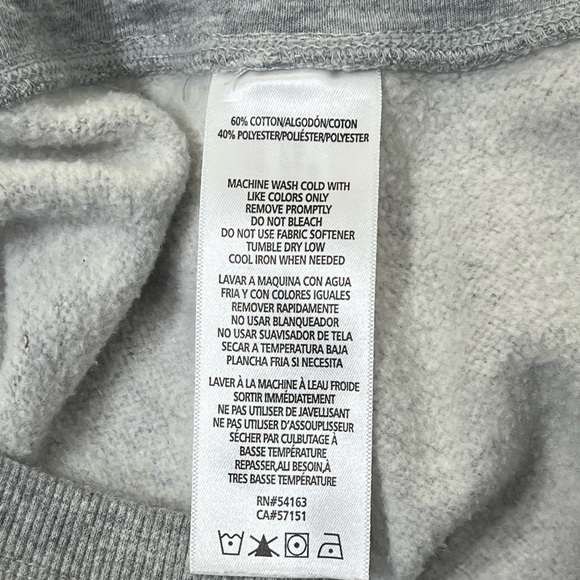 60% COTTON/ALGODÓN/COTON
40% POLYESTER/POLIÉSTER/POLYESTER
MACHINE WASH COLD WITH
LIKE COLORS ONLY
REMOVE PROMPTLY
DO NOT BLEACH
DO NOT USE FABRIC SOFTENER
TUMBLE DRY LOW
COOL IRON WHEN NEEDED
LAVAR A MAQUINA CON AGUA
FRIA Y CON COLORES IGUALES
REMOVER RAPIDAMENTE
NO USAR BLANQUEADOR
NO USAR SUAVISADOR DE TELA
SECAR A TEMPERATURA BAJA
PLANCHA FRIA SI NECESITA
LAVER À LA MACHINE À LEAU FROIDE
SORTIR IMMÉDIATEMENT
NE PAS UTILISER DE JAVELLISANT
NE PAS UTILISER D'ASSOUPLISSEUR
SÉCHER PAR CULBUTAGE À
BASSE TEMPÉRATURE
REPASSER,ALI BESOIN,À
TRES BASSE TEMPÉRATURE
RN#54163
CA#57151